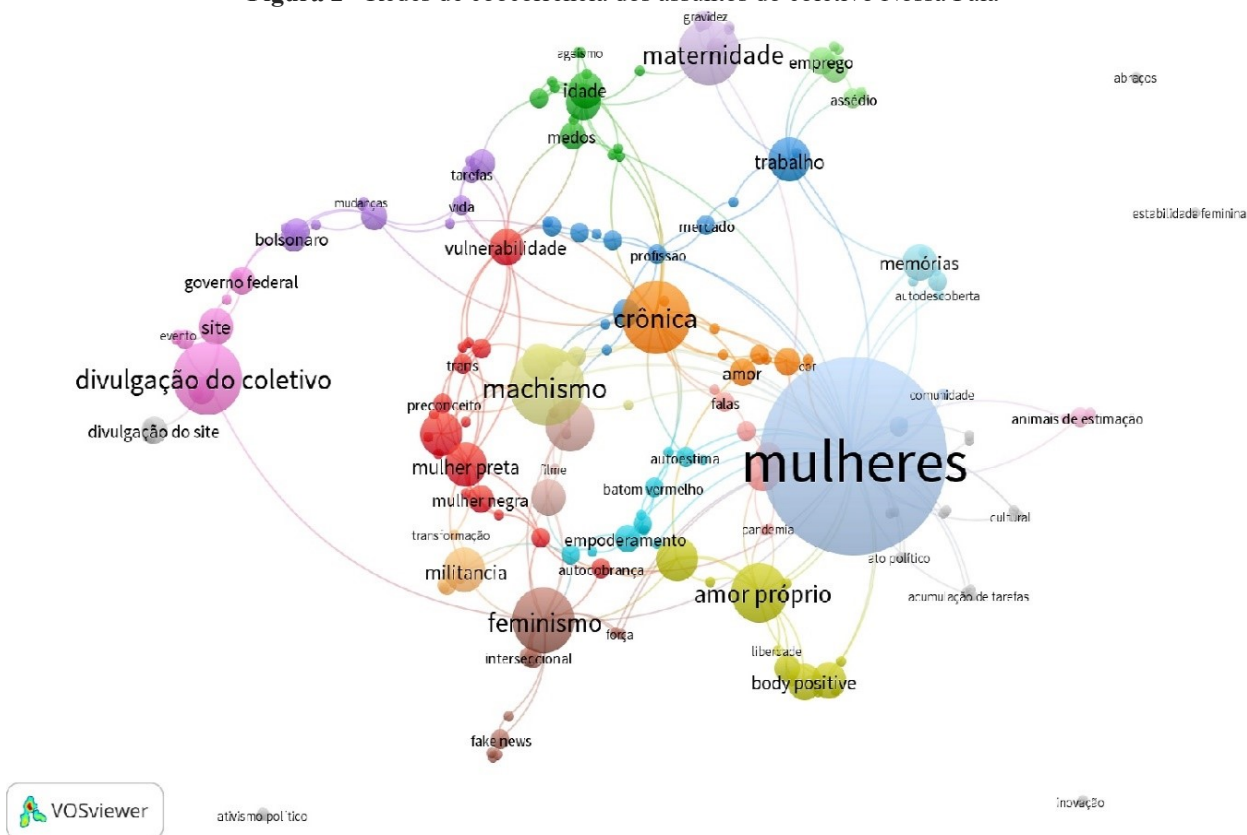 gravidez
maternidade
ageismo
emprego
idade
abraços
assédio
medos
trabalho
tarefas
mudanças
vida
estabilidade feminina
bolsonaro
vulnerabilidade
mercado
profissão
memórias
governo federal
autodescoberta
crônica
evento
site
trans
amor
cor
divulgação do coletivo
machismo
comunidade
preconceito
falas
animais de estimação
divulgação do site
mulheres
mulher preta
filme
autoestima
batom vermelho
mulher negra
cultural
transformação
pandemia
empoderamento
ato político
militancia
autocobrança
amor próprio
acumulação de tarefas
feminismo
força
interseccional
libercade
body positive
fake news
VOSviewer
ativismo político
inovação